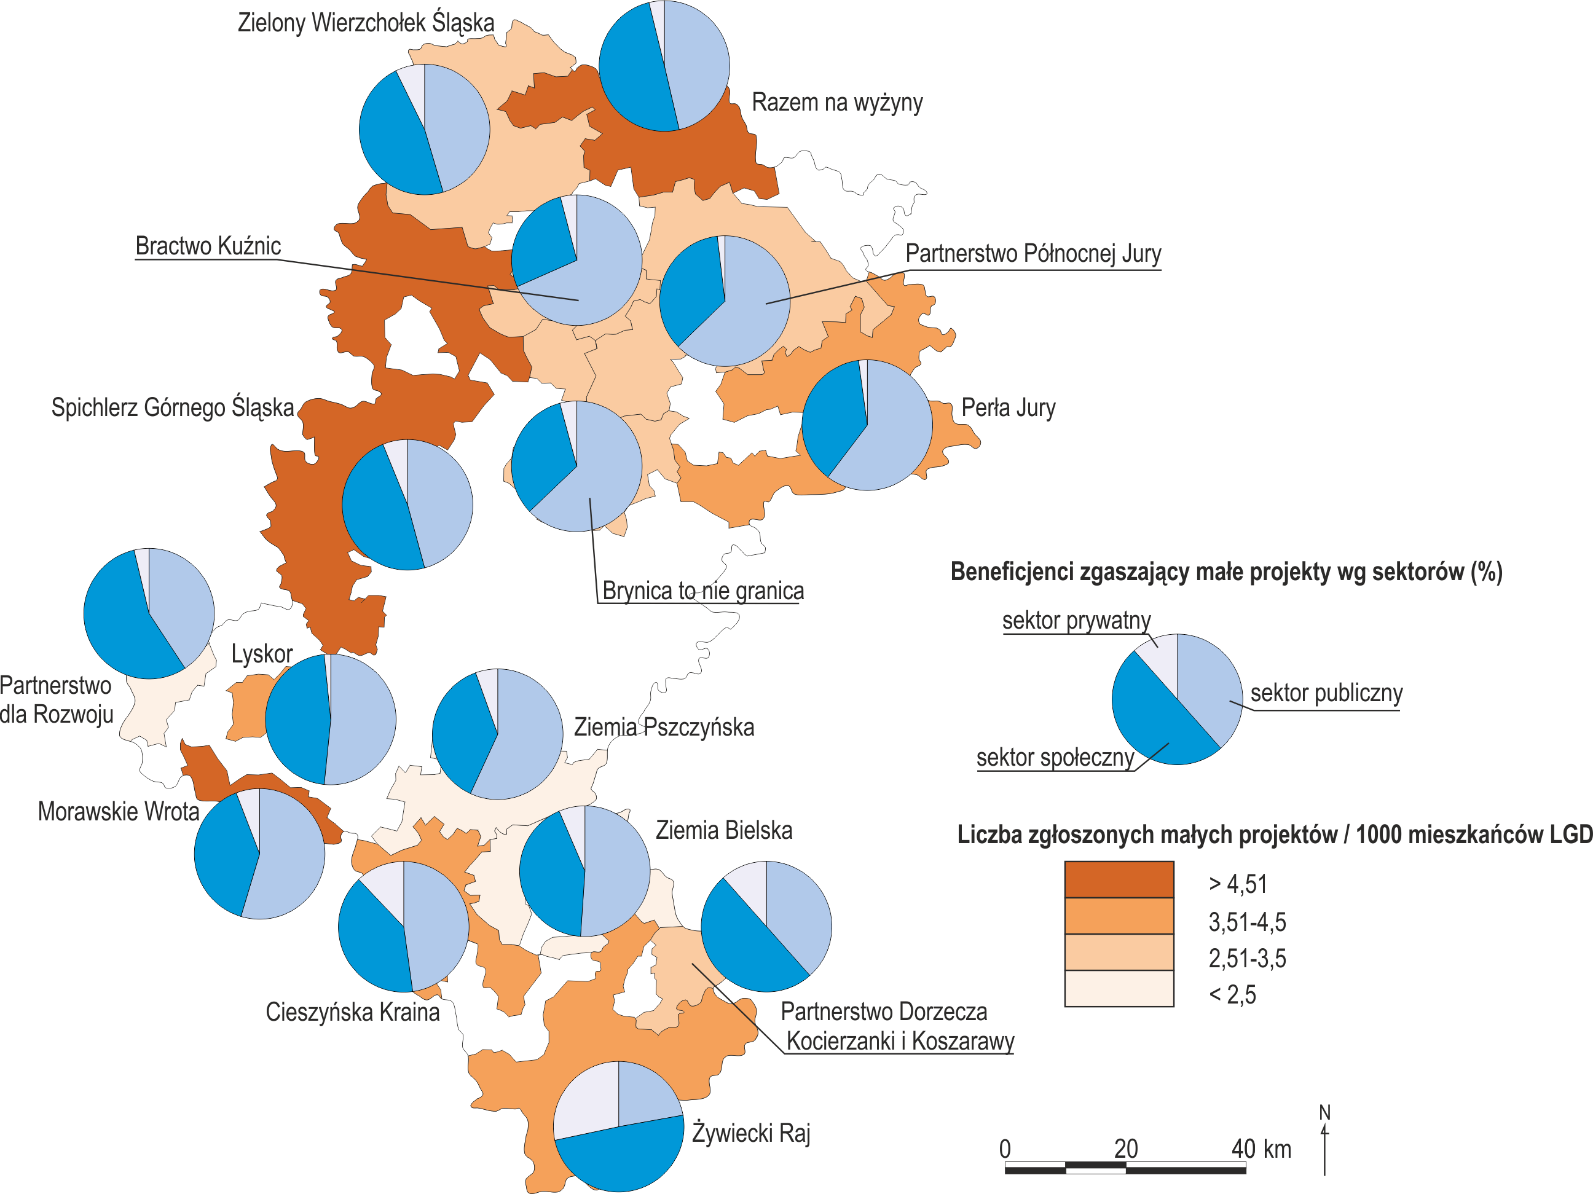 Zielony Wierzchołek Śląska
Razem na wyżyny
Bractwo Kuźnic
Partnerstwo Północnej Jury
Spichlerz Górnego Śląska
Perła Jury
Brynica to nie granica
Beneficjenci zgaszający małe projekty wg sektorów (%)
sektor prywatny
sektor publiczny
sektor społeczny
Lyskor
Partnerstwo
dla Rozwoju
Ziemia Pszczyńska
Morawskie Wrota
Ziemia Bielska
Liczba zgłoszonych małych projektów / 1000 mieszkańców LGD
> 4,51
3,51-4,5
2,51-3,5
< 2,5
Cieszyńska Kraina
Partnerstwo Dorzecza
Kocierzanki i Koszarawy
Żywiecki Raj
N
0 20 40 km